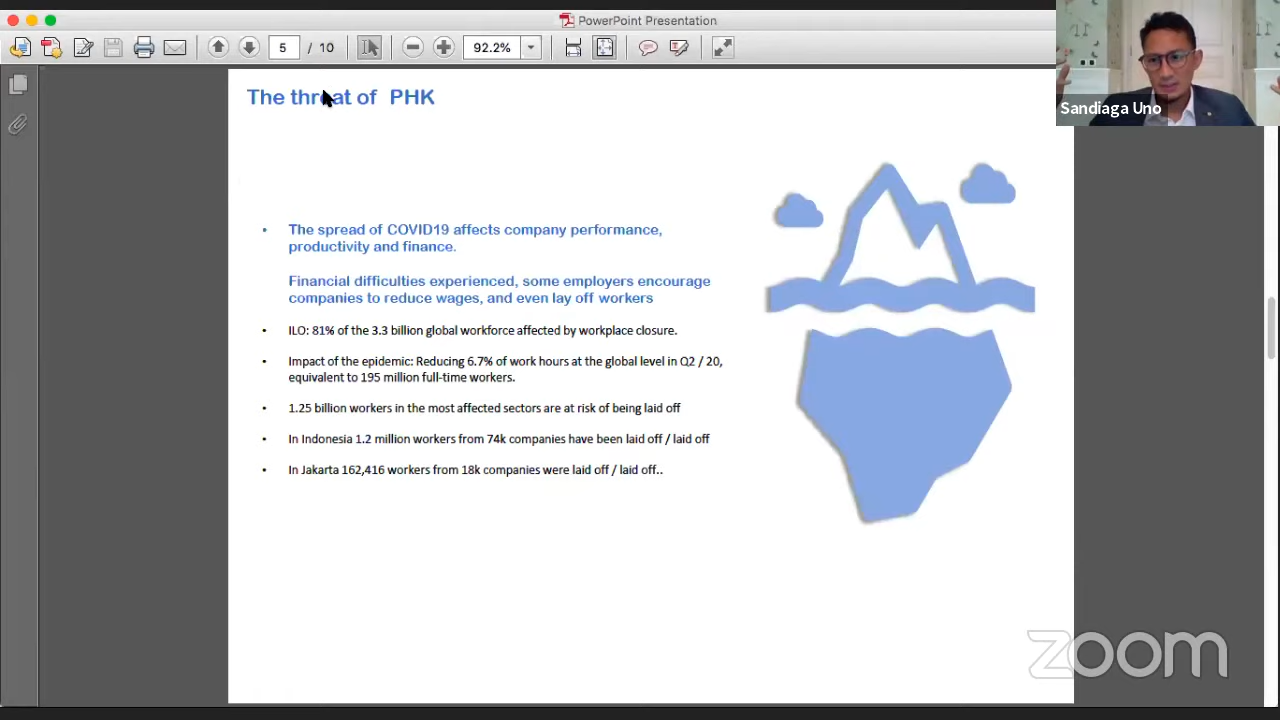 PowerPoint Presentation
5 / 10
92.2%
Sandiaga Uno
The threat of PHK
• The spread of COVID19 affects company performance,
productivity and finance.
Financial difficulties experienced, some employers encourage
companies to reduce wages, and even lay off workers
• ILO: 81% of the 3.3 billion global workforce affected by workplace closure.
• Impact of the epidemic: Reducing 6.7% of work hours at the global level in Q2 / 20,
equivalent to 195 million full-time workers.
• 1.25 billion workers in the most affected sectors are at risk of being laid off
• In Indonesia 1.2 million workers from 74k companies have been laid off / laid off
• In Jakarta 162,416 workers from 18k companies were laid off / laid off..
zoom